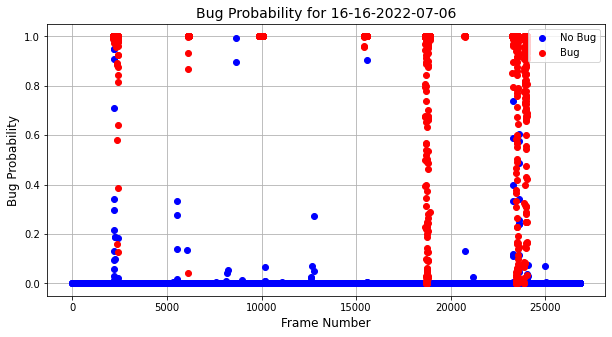 Bug Probability for 16-16-2022-07-06
No Bug
Bug
Bug Probability
1.0
0.8
0.6
0.4
0.2
0.0
0
5000
10000
15000
20000
25000
Frame Number